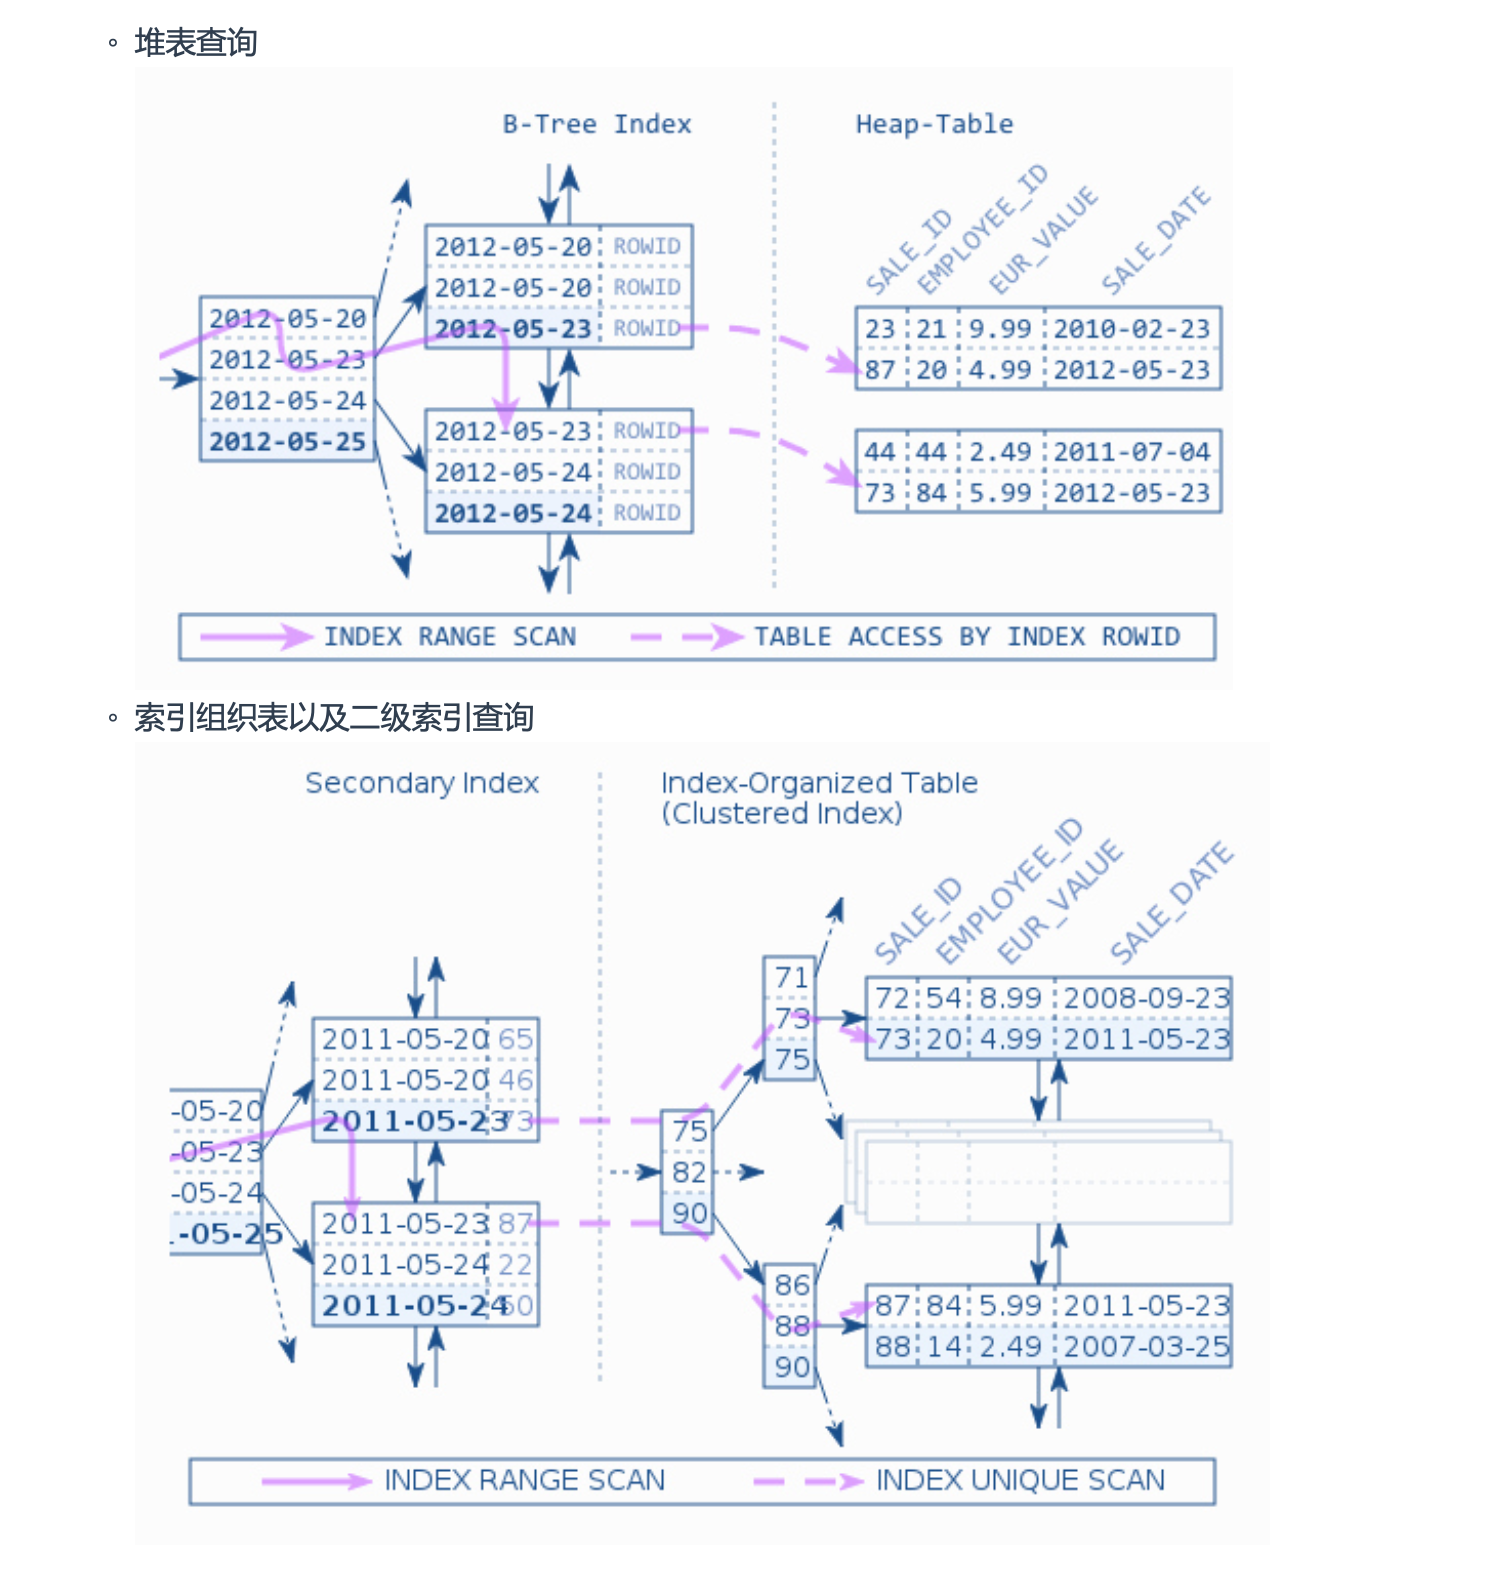 堆表查询
B-Tree Index
Heap-Table
SALE_ID EMPLOYEE_ID EUR_VALUE SALE_DATE
2012-05-20
2012-05-23
2012-05-24
2012-05-25
2012-05-20 ROWID
2012-05-20 ROWID
2012-05-23 ROWID
2012-05-23 ROWID
2012-05-24 ROWID
2012-05-24 ROWID
23 21 9.99 2010-02-23
87 20 4.99 2012-05-23
44 44 2.49 2011-07-04
73 84 5.99 2012-05-23
INDEX RANGE SCAN
TABLE ACCESS BY INDEX ROWID
索引组织表以及二级索引查询
Secondary Index
Index-Organized Table
(Clustered Index)
SALE_ID EMPLOYEE_ID EUR_VALUE SALE_DATE
-05-20
-05-23
-05-24
-05-25
2011-05-20 65
2011-05-20 46
2011-05-23 73
2011-05-23 87
2011-05-24 22
2011-05-24 50
75
82
90
71
73
75
86
88
90
72 54 8.99 2008-09-23
73 20 4.99 2011-05-23
87 84 5.99 2011-05-23
88 14 2.49 2007-03-25
INDEX RANGE SCAN
INDEX UNIQUE SCAN